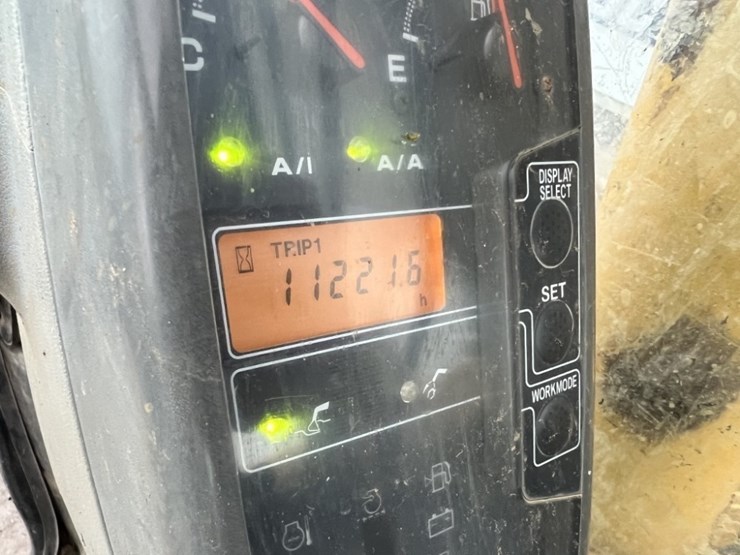 C
E
A/I A/A
TRIP1
11221.6
h
DISPLAY
SELECT
SET
WORKMODE